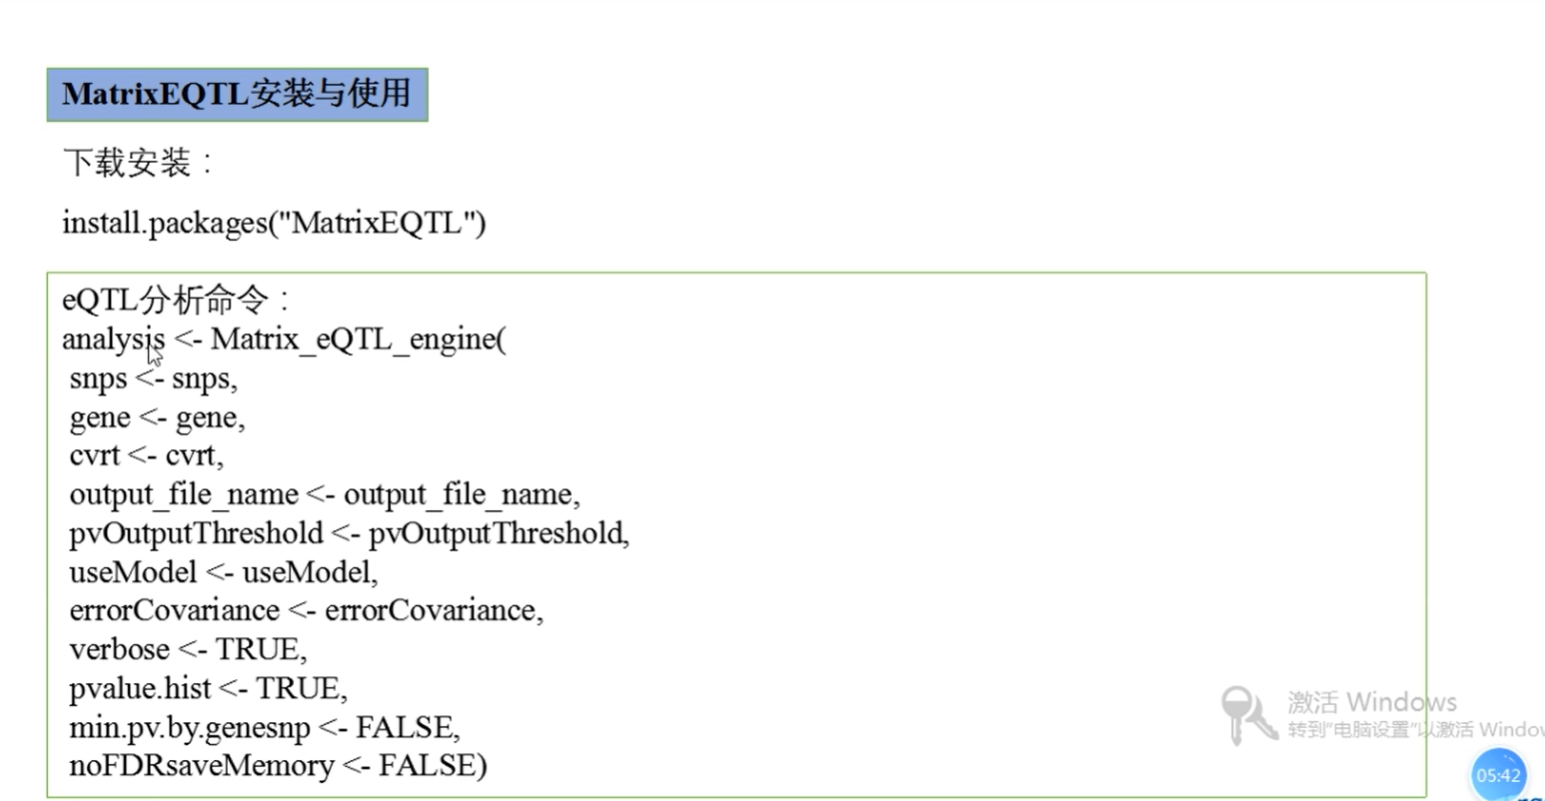 MatrixEQTL安装与使用
下载安装：
install.packages("MatrixEQTL")
eQTL分析命令：
analysis <- Matrix_eQTL_engine(
snps <- snps,
gene <- gene,
cvrt <- cvrt,
output_file_name <- output_file_name,
pvOutputThreshold <- pvOutputThreshold,
useModel <- useModel,
errorCovariance <- errorCovariance,
verbose <- TRUE,
pvalue.hist <- TRUE,
min.pv.by.genesnp <- FALSE,
noFDRsaveMemory <- FALSE)
激活 Windows
转到"电脑设置"以激活 Window
05:42